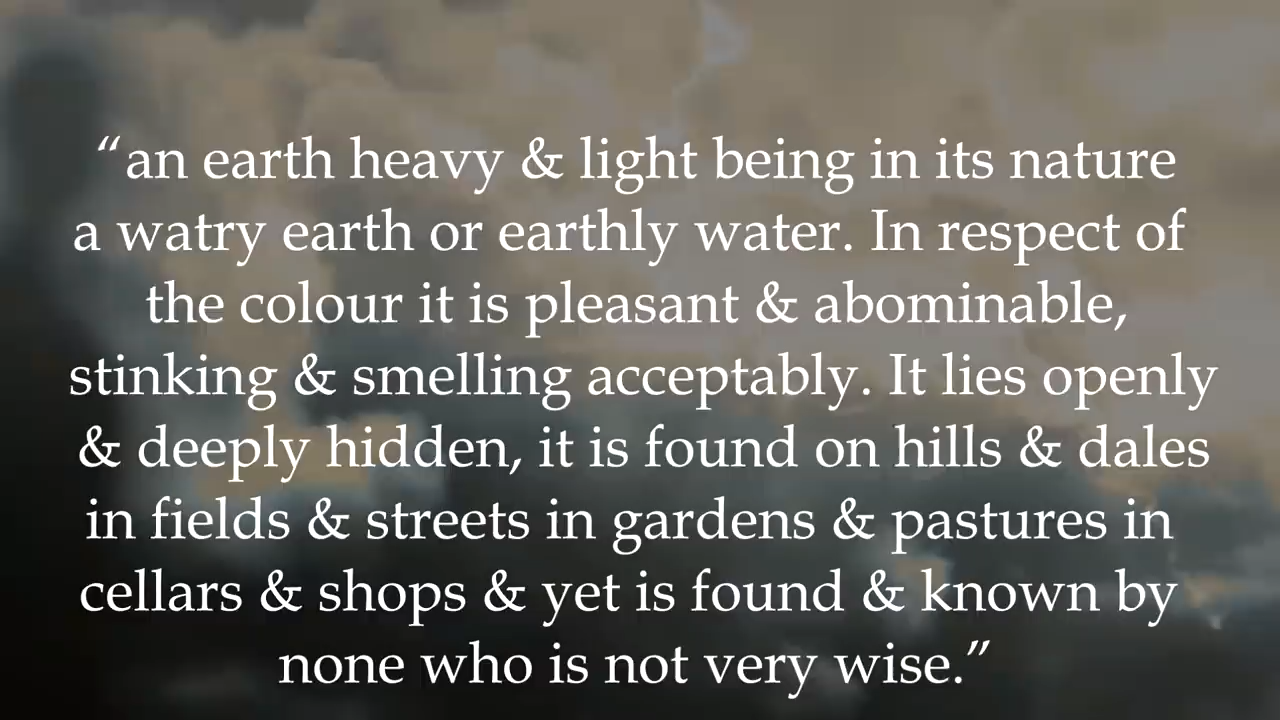 “an earth heavy & light being in its nature
a watry earth or earthly water. In respect of
the colour it is pleasant & abominable,
stinking & smelling acceptably. It lies openly
& deeply hidden, it is found on hills & dales
in fields & streets in gardens & pastures in
cellars & shops & yet is found & known by
none who is not very wise.”